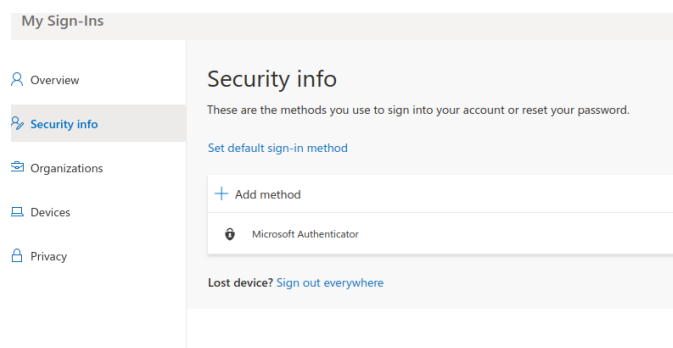 My Sign-Ins
Overview
Security info
Organizations
Devices
Privacy
Security info
These are the methods you use to sign into your account or reset your password.
Set default sign-in method
Add method
Microsoft Authenticator
Lost device? Sign out everywhere